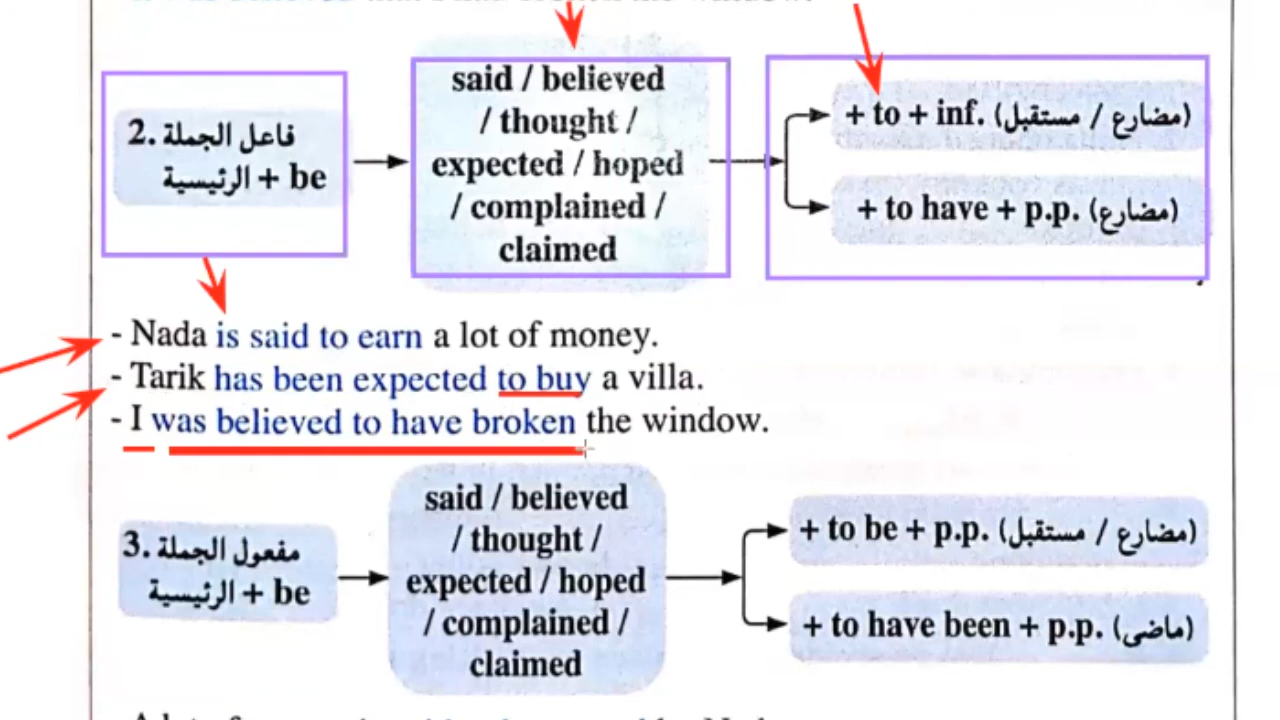 2. فاعل الجملة
الرئيسية + be
said / believed
/ thought /
expected / hoped
/ complained /
claimed
+ to + inf. (مضارع / مستقبل)
+ to have + p.p. (مضارع)
- Nada is said to earn a lot of money.
- Tarik has been expected to buy a villa.
- I was believed to have broken the window.
3. مفعول الجملة
الرئيسية + be
said / believed
/ thought /
expected / hoped
/ complained /
claimed
+ to be + p.p. (مضارع / مستقبل)
+ to have been + p.p. (ماضى)